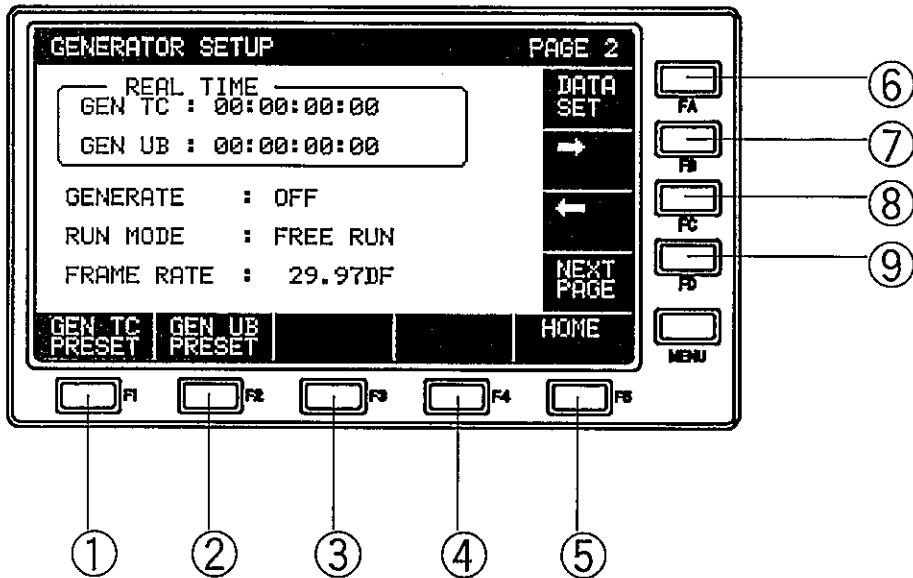 GENERATOR SETUP PAGE 2
REAL TIME
GEN TC : 00:00:00:00
GEN UB : 00:00:00:00
GENERATE : OFF
RUN MODE : FREE RUN
FRAME RATE : 29.97DF
DATA
SET
→
←
NEXT
PAGE
GEN TC
PRESET
GEN UB
PRESET
HOME
FA
FB
FC
FD
MENU
F1
F2
F3
F4
F5
⑥
⑦
⑧
⑨
①
②
③
④
⑤